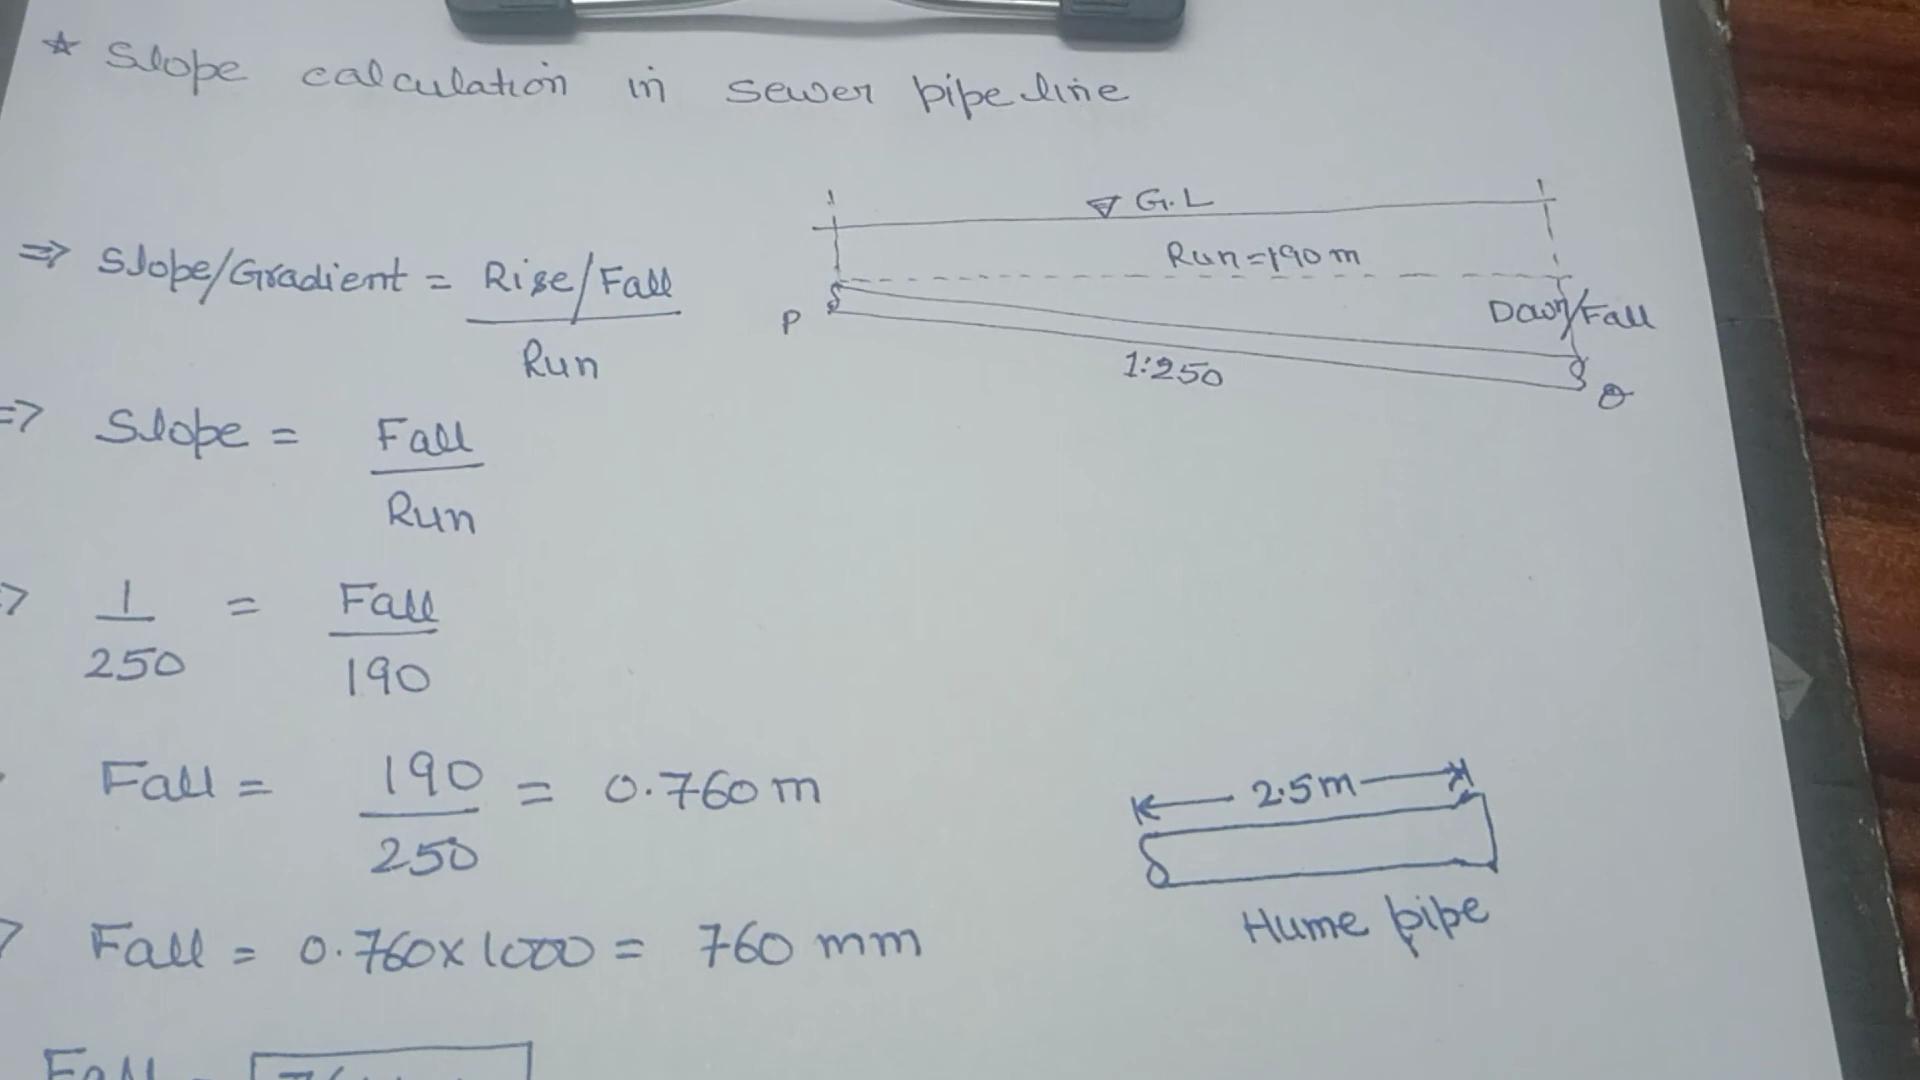 * Slope calculation in sewer pipe line
▽ G.L
Run = 190 m
=> Slope/Gradient = Rise/Fall
Run
P
Dawn/Fall
1:250
Q
=> Slope = Fall
Run
=> 1 = Fall
250 190
Fall = 190 = 0.760 m
250
2.5m
Hume pipe
Fall = 0.760 x 1000 = 760 mm
Fall =